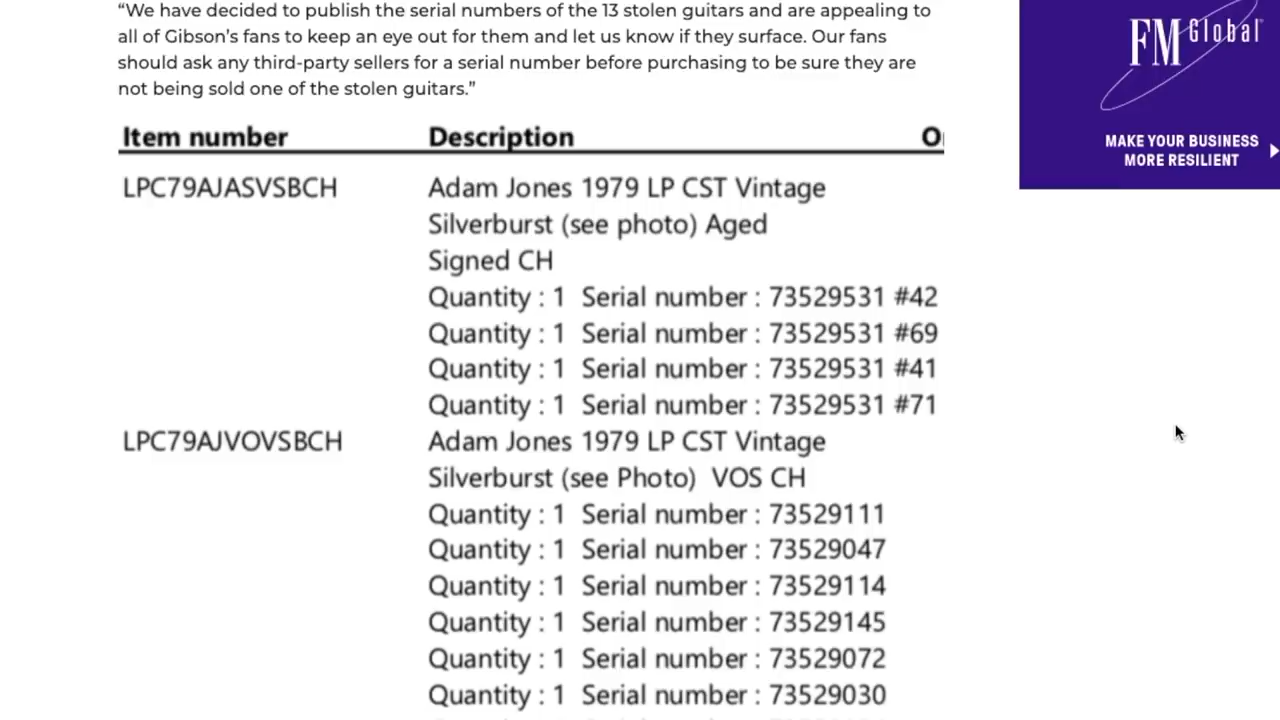 “We have decided to publish the serial numbers of the 13 stolen guitars and are appealing to
all of Gibson’s fans to keep an eye out for them and let us know if they surface. Our fans
should ask any third-party sellers for a serial number before purchasing to be sure they are
not being sold one of the stolen guitars.”
FM Global
MAKE YOUR BUSINESS
MORE RESILIENT
Item number Description
LPC79AJASVSBCH Adam Jones 1979 LP CST Vintage
Silverburst (see photo) Aged
Signed CH
Quantity : 1 Serial number : 73529531 #42
Quantity : 1 Serial number : 73529531 #69
Quantity : 1 Serial number : 73529531 #41
Quantity : 1 Serial number : 73529531 #71
LPC79AJVOVSBCH Adam Jones 1979 LP CST Vintage
Silverburst (see Photo) VOS CH
Quantity : 1 Serial number : 73529111
Quantity : 1 Serial number : 73529047
Quantity : 1 Serial number : 73529114
Quantity : 1 Serial number : 73529145
Quantity : 1 Serial number : 73529072
Quantity : 1 Serial number : 73529030